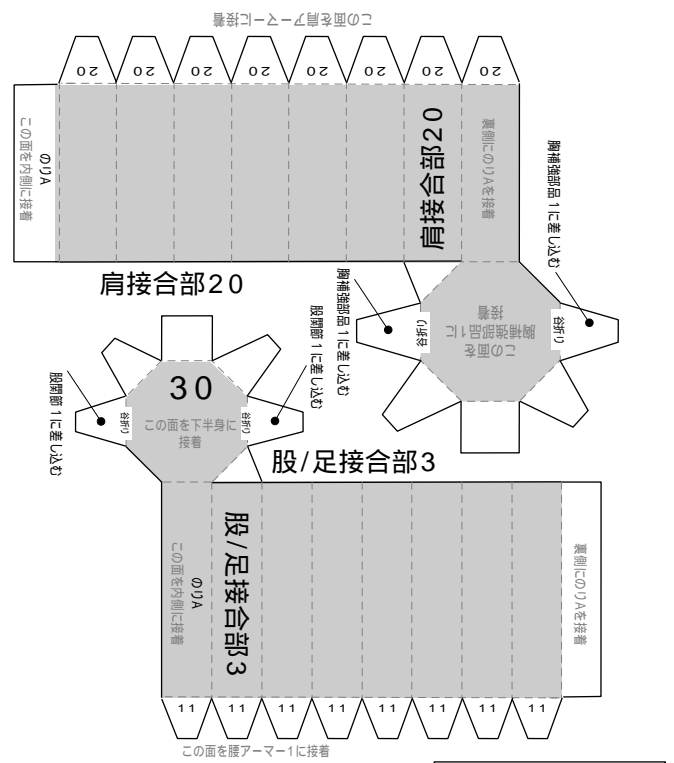 この面を肩アーマーに接着
20 20 20 20 20 20 20 20
のりA
この面を内側に接着
肩接合部20
裏側にのりAを接着
胸補強部品1に差し込む
肩接合部20
胸補強部品1に差し込む
谷折り
この面を
胸補強部品1に
接着
谷折り
股関節1に差し込む
股関節1に差し込む
30
谷折り
この面を下半身に
接着
谷折り
股/足接合部3
のりA
この面を内側に接着
股/足接合部3
裏側にのりAを接着
11 11 11 11 11 11 11 11
この面を腰アーマー1に接着